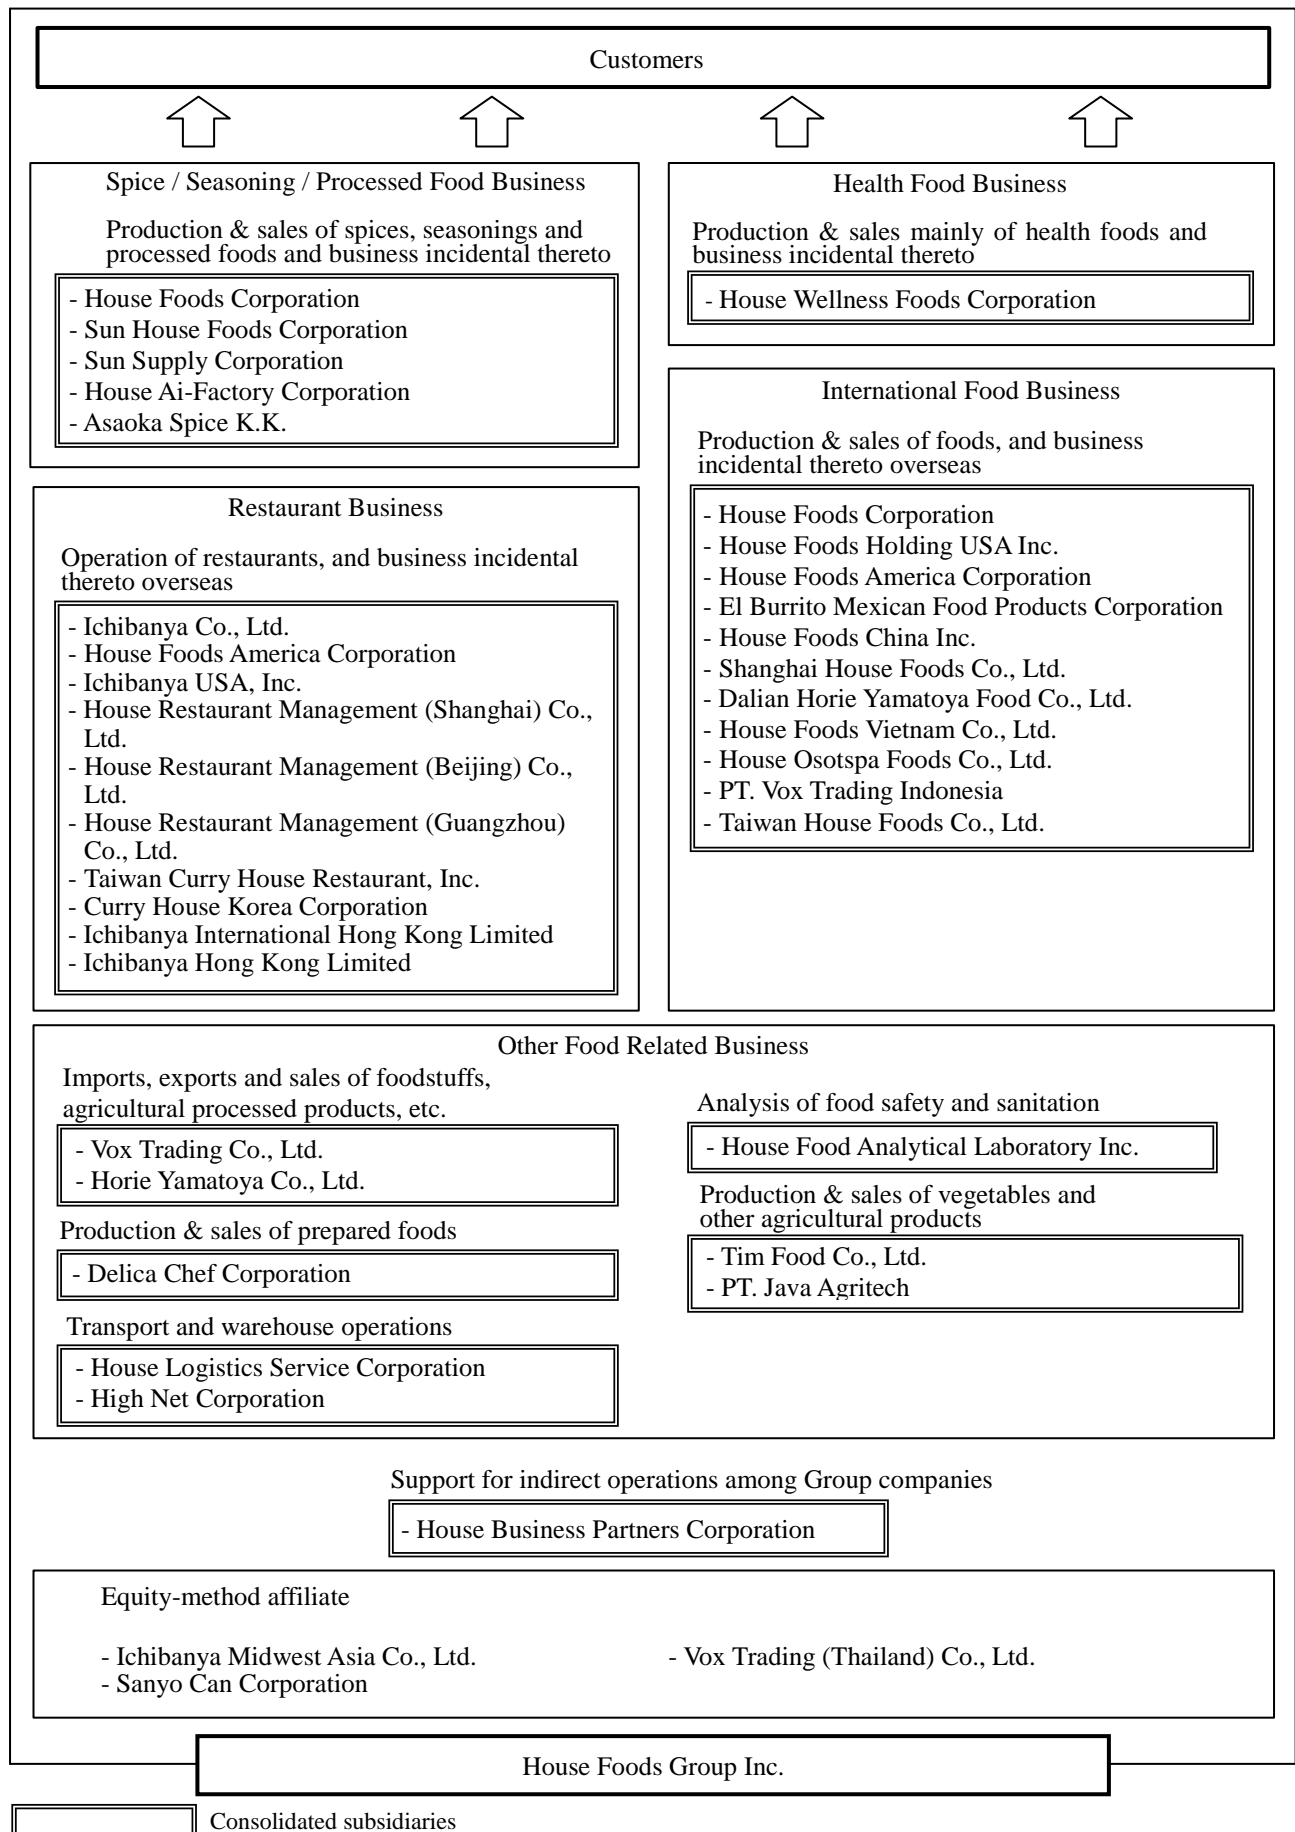 Customers
Spice / Seasoning / Processed Food Business
Production & sales of spices, seasonings and
processed foods and business incidental thereto
- House Foods Corporation
- Sun House Foods Corporation
- Sun Supply Corporation
- House Ai-Factory Corporation
- Asaoka Spice K.K.
Health Food Business
Production & sales mainly of health foods and
business incidental thereto
- House Wellness Foods Corporation
Restaurant Business
Operation of restaurants, and business incidental
thereto overseas
- Ichibanya Co., Ltd.
- House Foods America Corporation
- Ichibanya USA, Inc.
- House Restaurant Management (Shanghai) Co.,
Ltd.
- House Restaurant Management (Beijing) Co.,
Ltd.
- House Restaurant Management (Guangzhou)
Co., Ltd.
- Taiwan Curry House Restaurant, Inc.
- Curry House Korea Corporation
- Ichibanya International Hong Kong Limited
- Ichibanya Hong Kong Limited
International Food Business
Production & sales of foods, and business
incidental thereto overseas
- House Foods Corporation
- House Foods Holding USA Inc.
- House Foods America Corporation
- El Burrito Mexican Food Products Corporation
- House Foods China Inc.
- Shanghai House Foods Co., Ltd.
- Dalian Horie Yamatoya Food Co., Ltd.
- House Foods Vietnam Co., Ltd.
- House Osotspa Foods Co., Ltd.
- PT. Vox Trading Indonesia
- Taiwan House Foods Co., Ltd.
Other Food Related Business
Imports, exports and sales of foodstuffs,
agricultural processed products, etc.
- Vox Trading Co., Ltd.
- Horie Yamatoya Co., Ltd.
Production & sales of prepared foods
- Delica Chef Corporation
Transport and warehouse operations
- House Logistics Service Corporation
- High Net Corporation
Analysis of food safety and sanitation
- House Food Analytical Laboratory Inc.
Production & sales of vegetables and
other agricultural products
- Tim Food Co., Ltd.
- PT. Java Agritech
Support for indirect operations among Group companies
- House Business Partners Corporation
Equity-method affiliate
- Ichibanya Midwest Asia Co., Ltd.
- Sanyo Can Corporation
- Vox Trading (Thailand) Co., Ltd.
House Foods Group Inc.
Consolidated subsidiaries